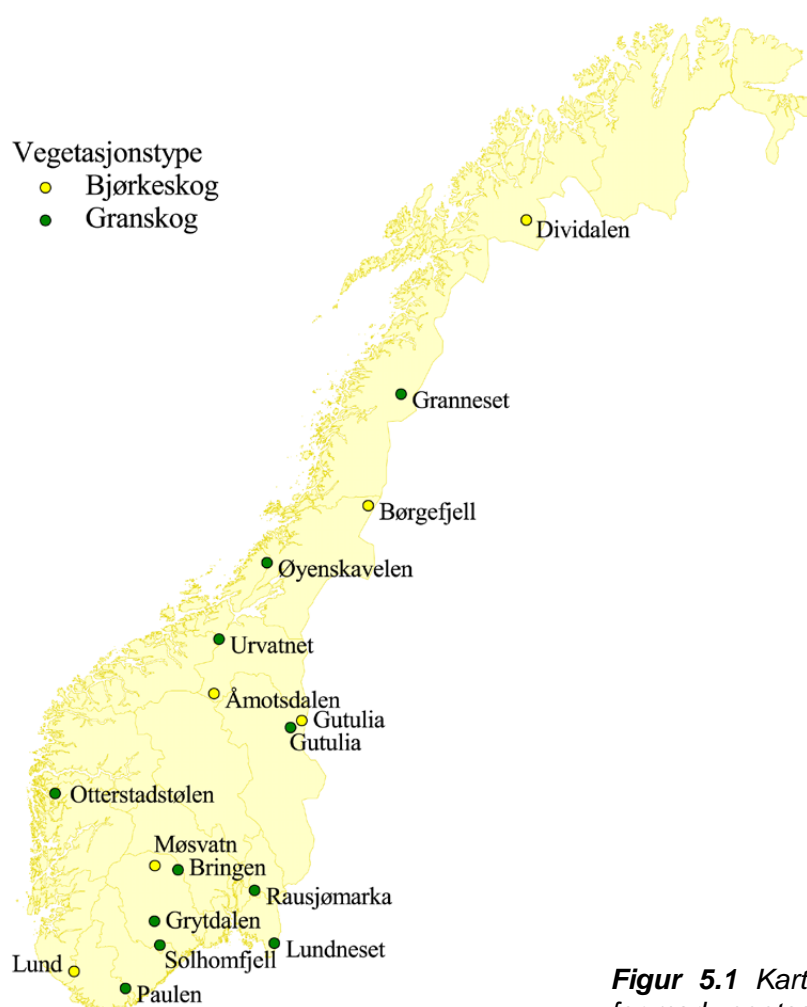 Vegetasjonstype
Bjørkeskog
Granskog
Dividalen
Granneset
Børgefjell
Øyenskavelen
Urvatnet
Åmotsdalen
Gutulia
Gutulia
Otterstadstølen
Møsvatn
Bringen
Rausjømarka
Grytdalen
Solhomfjell
Lundneset
Lund
Paulen
Figur 5.1 Kart